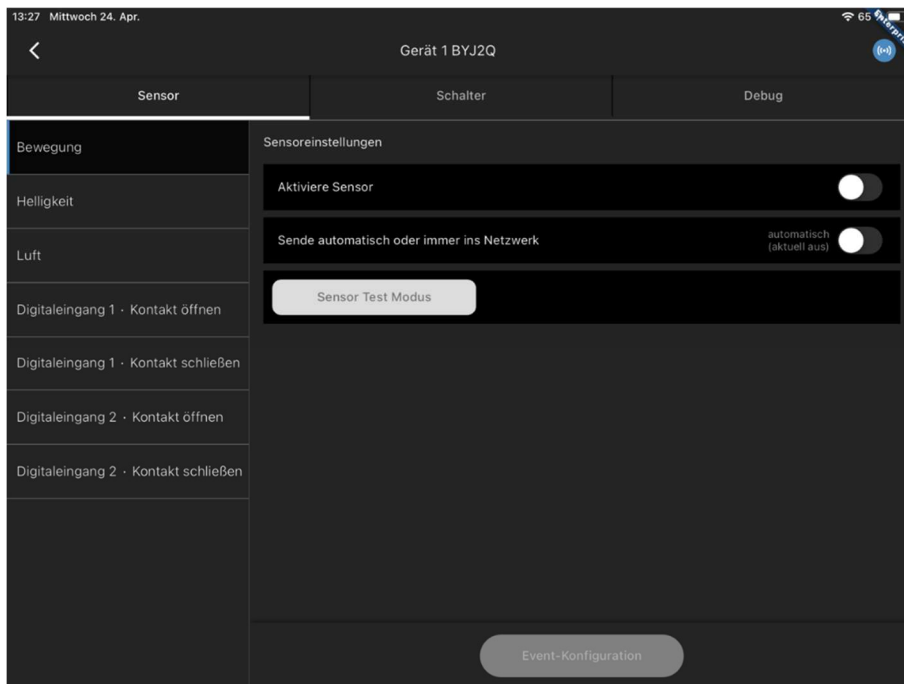 13:27 Mittwoch 24. Apr.
65
Enterpris
Gerät 1 BYJ2Q
Sensor
Schalter
Debug
Bewegung
Helligkeit
Luft
Digitaleingang 1 · Kontakt öffnen
Digitaleingang 1 · Kontakt schließen
Digitaleingang 2 · Kontakt öffnen
Digitaleingang 2 · Kontakt schließen
Sensoreinstellungen
Aktiviere Sensor
Sende automatisch oder immer ins Netzwerk
automatisch
(aktuell aus)
Sensor Test Modus
Event-Konfiguration